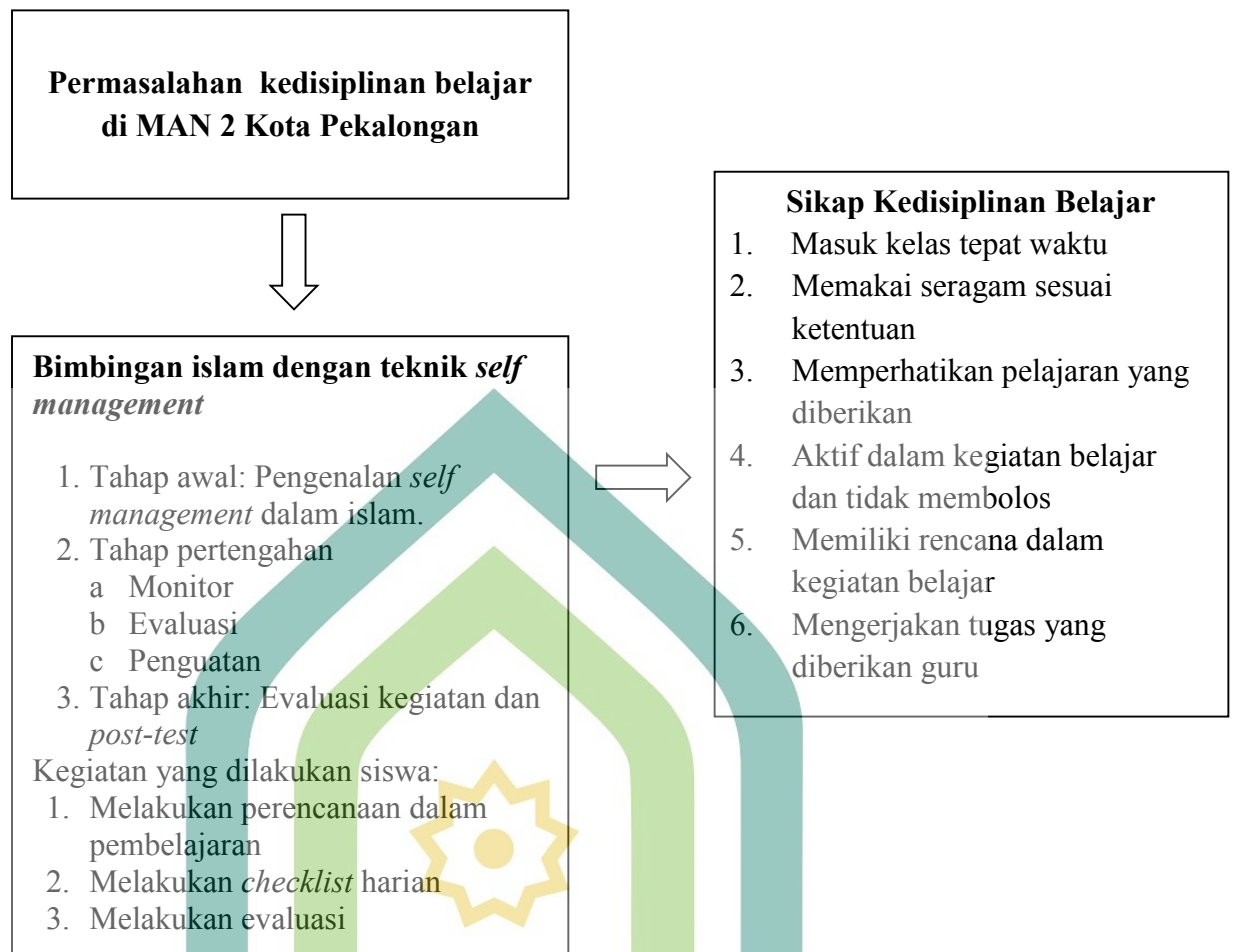 Permasalahan kedisiplinan belajar
di MAN 2 Kota Pekalongan
Bimbingan islam dengan teknik self
management
1. Tahap awal: Pengenalan self
management dalam islam.
2. Tahap pertengahan
a Monitor
b Evaluasi
c Penguatan
3. Tahap akhir: Evaluasi kegiatan dan
post-test
Kegiatan yang dilakukan siswa:
1. Melakukan perencanaan dalam
pembelajaran
2. Melakukan checklist harian
3. Melakukan evaluasi
Sikap Kedisiplinan Belajar
1. Masuk kelas tepat waktu
2. Memakai seragam sesuai
ketentuan
3. Memperhatikan pelajaran yang
diberikan
4. Aktif dalam kegiatan belajar
dan tidak membolos
5. Memiliki rencana dalam
kegiatan belajar
6. Mengerjakan tugas yang
diberikan guru